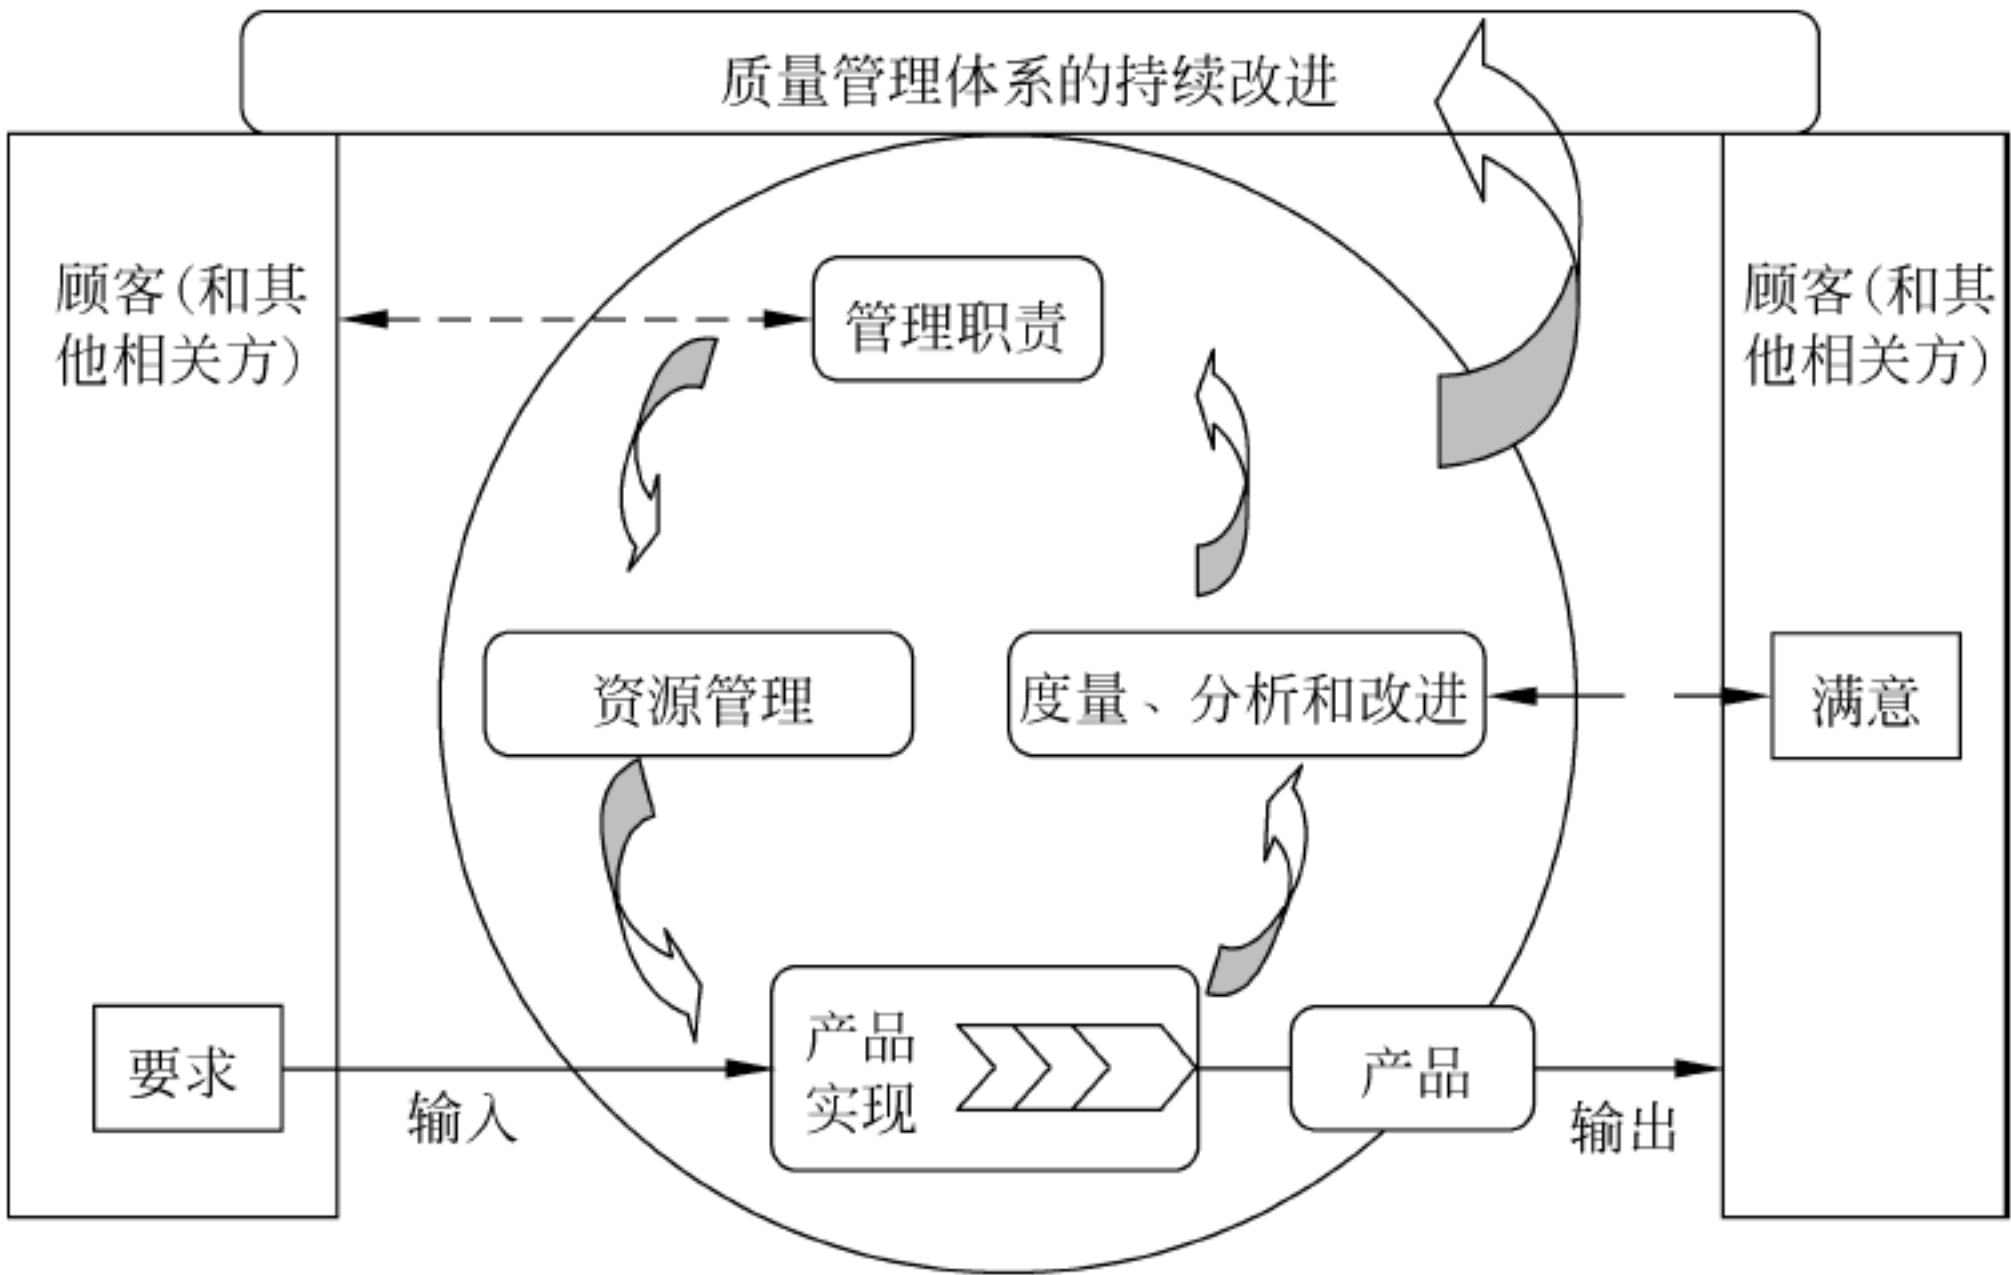 质量管理体系的持续改进
顾客(和其
他相关方)
管理职责
顾客(和其
他相关方)
资源管理
度量、分析和改进
满意
要求
输入
产品
实现
产品
输出